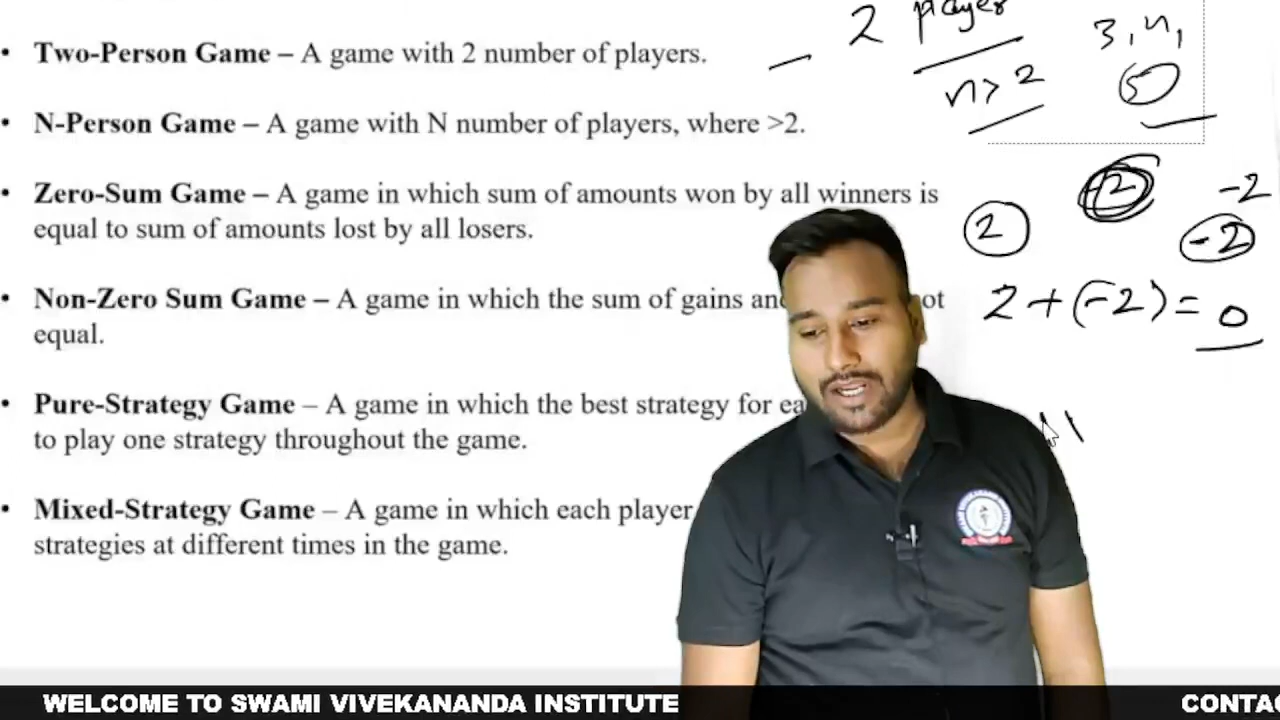 • Two-Person Game – A game with 2 number of players.
• N-Person Game – A game with N number of players, where >2.
• Zero-Sum Game – A game in which sum of amounts won by all winners is
equal to sum of amounts lost by all losers.
• Non-Zero Sum Game – A game in which the sum of gains an
ot
equal.
• Pure-Strategy Game – A game in which the best strategy for ea
to play one strategy throughout the game.
• Mixed-Strategy Game – A game in which each player
strategies at different times in the game.
2 player
n>2
3, n,
5
2
-2
-2
2+(-2)=0
WELCOME TO SWAMI VIVEKANANDA INSTITUTE
CONTAC